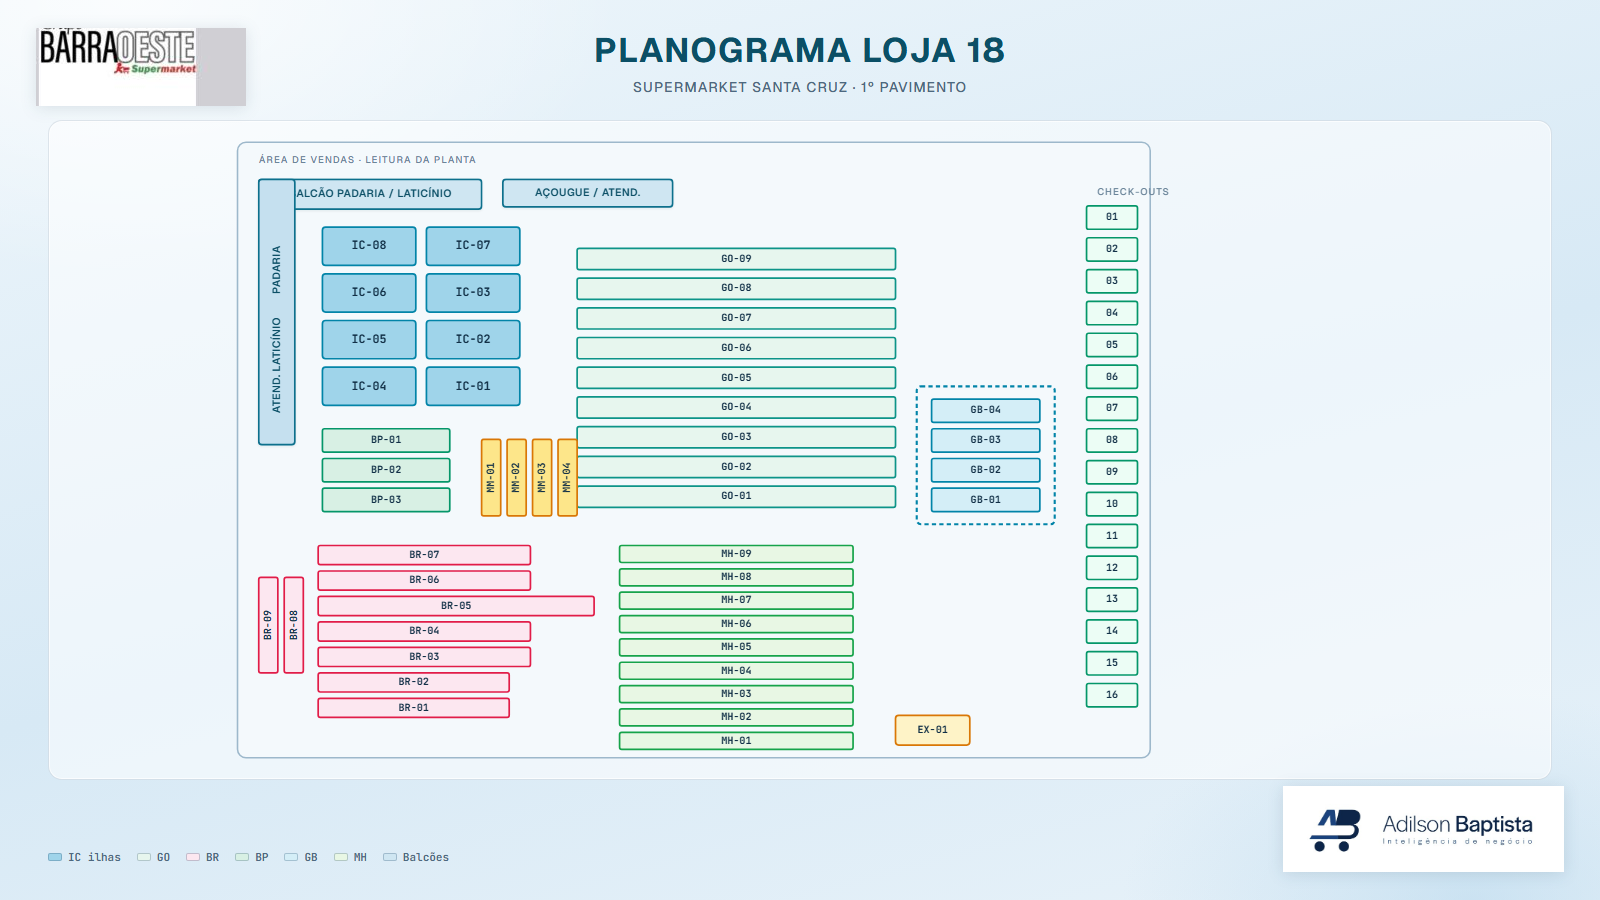 BARRAOESTE
Supermarket
PLANOGRAMA LOJA 18
SUPERMARKET SANTA CRUZ · 1º PAVIMENTO
ÁREA DE VENDAS · LEITURA DA PLANTA
ALCÃO PADARIA / LATICÍNIO
AÇOUGUE / ATEND.
ATEND. LATICÍNIO PADARIA
IC-08 IC-07
IC-06 IC-03
IC-05 IC-02
IC-04 IC-01
BP-01
BP-02
BP-03
MM-01
MM-02
MM-03
MM-04
GO-09
GO-08
GO-07
GO-06
GO-05
GO-04
GO-03
GO-02
GO-01
GB-04
GB-03
GB-02
GB-01
CHECK-OUTS
01
02
03
04
05
06
07
08
09
10
11
12
13
14
15
16
BR-09
BR-08
BR-07
BR-06
BR-05
BR-04
BR-03
BR-02
BR-01
MH-09
MH-08
MH-07
MH-06
MH-05
MH-04
MH-03
MH-02
MH-01
EX-01
IC ilhas GO BR BP GB MH Balcões
AB
Adilson Baptista
Inteligência de negócio